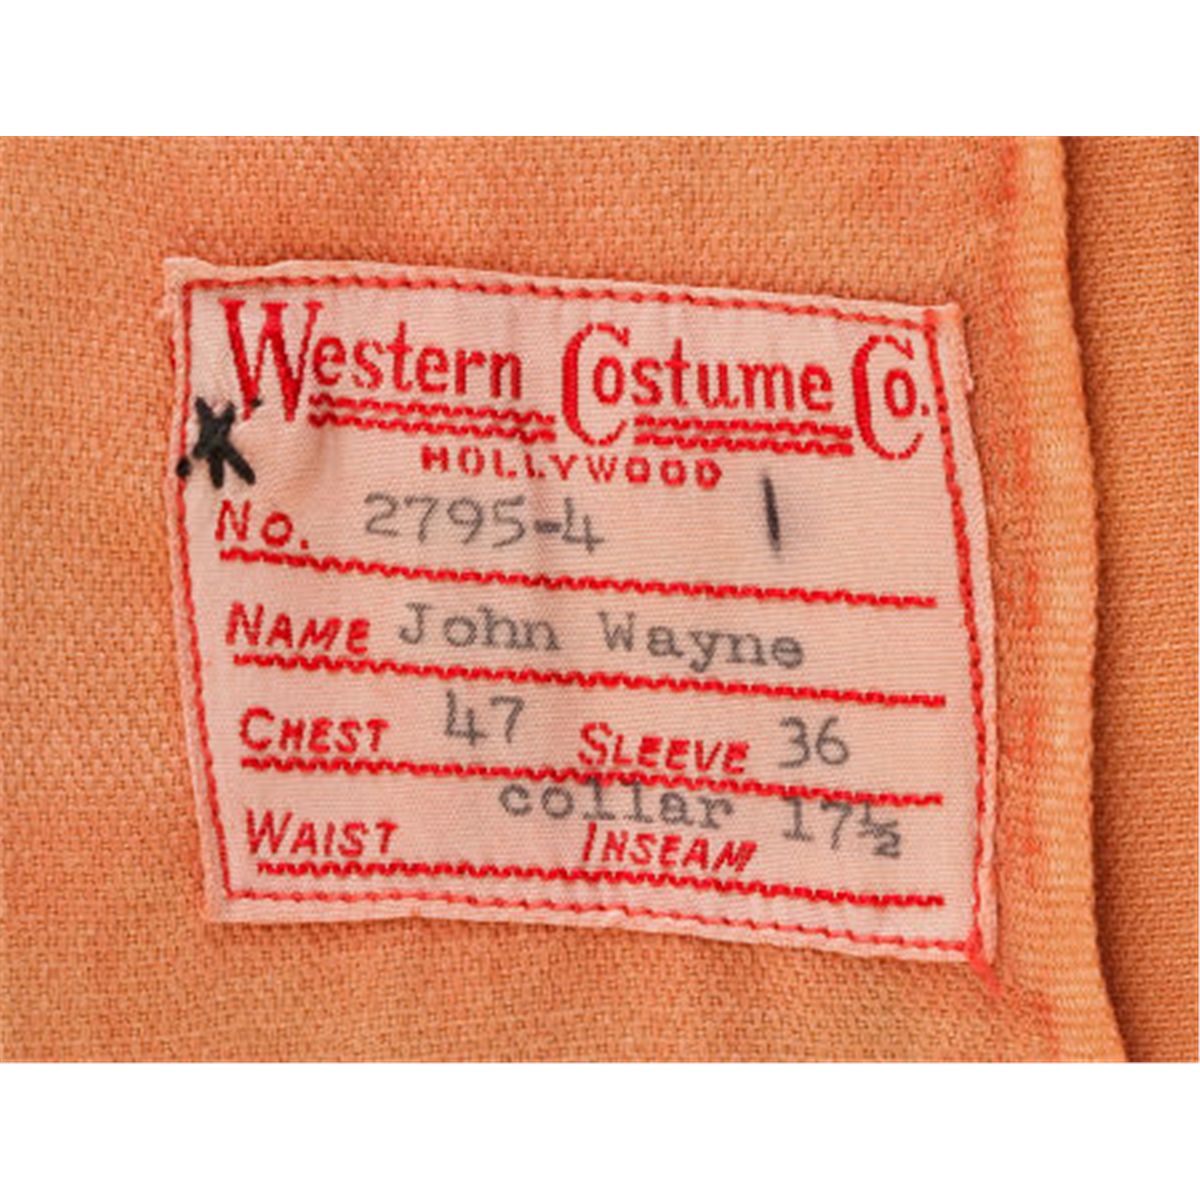 Western Costume Co.
HOLLYWOOD
No. 2795-4 1
NAME John Wayne
CHEST 47 SLEEVE 36
collar 17½
WAIST INSEAM